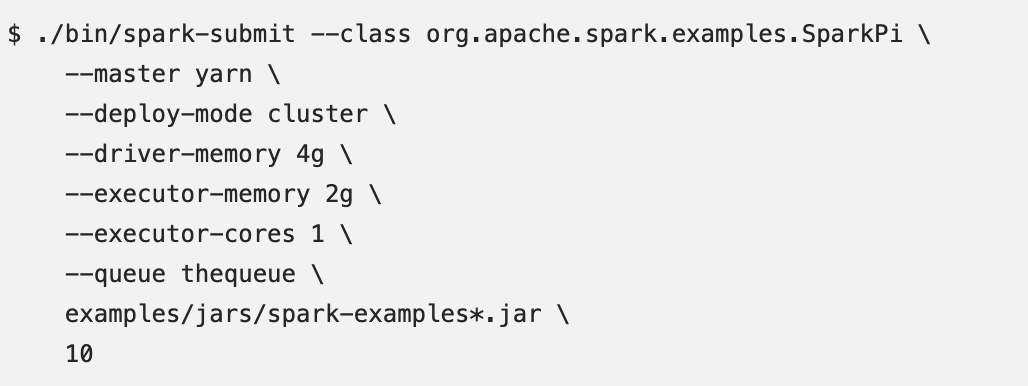 $ ./bin/spark-submit --class org.apache.spark.examples.SparkPi \
    --master yarn \
    --deploy-mode cluster \
    --driver-memory 4g \
    --executor-memory 2g \
    --executor-cores 1 \
    --queue thequeue \
    examples/jars/spark-examples*.jar \
    10